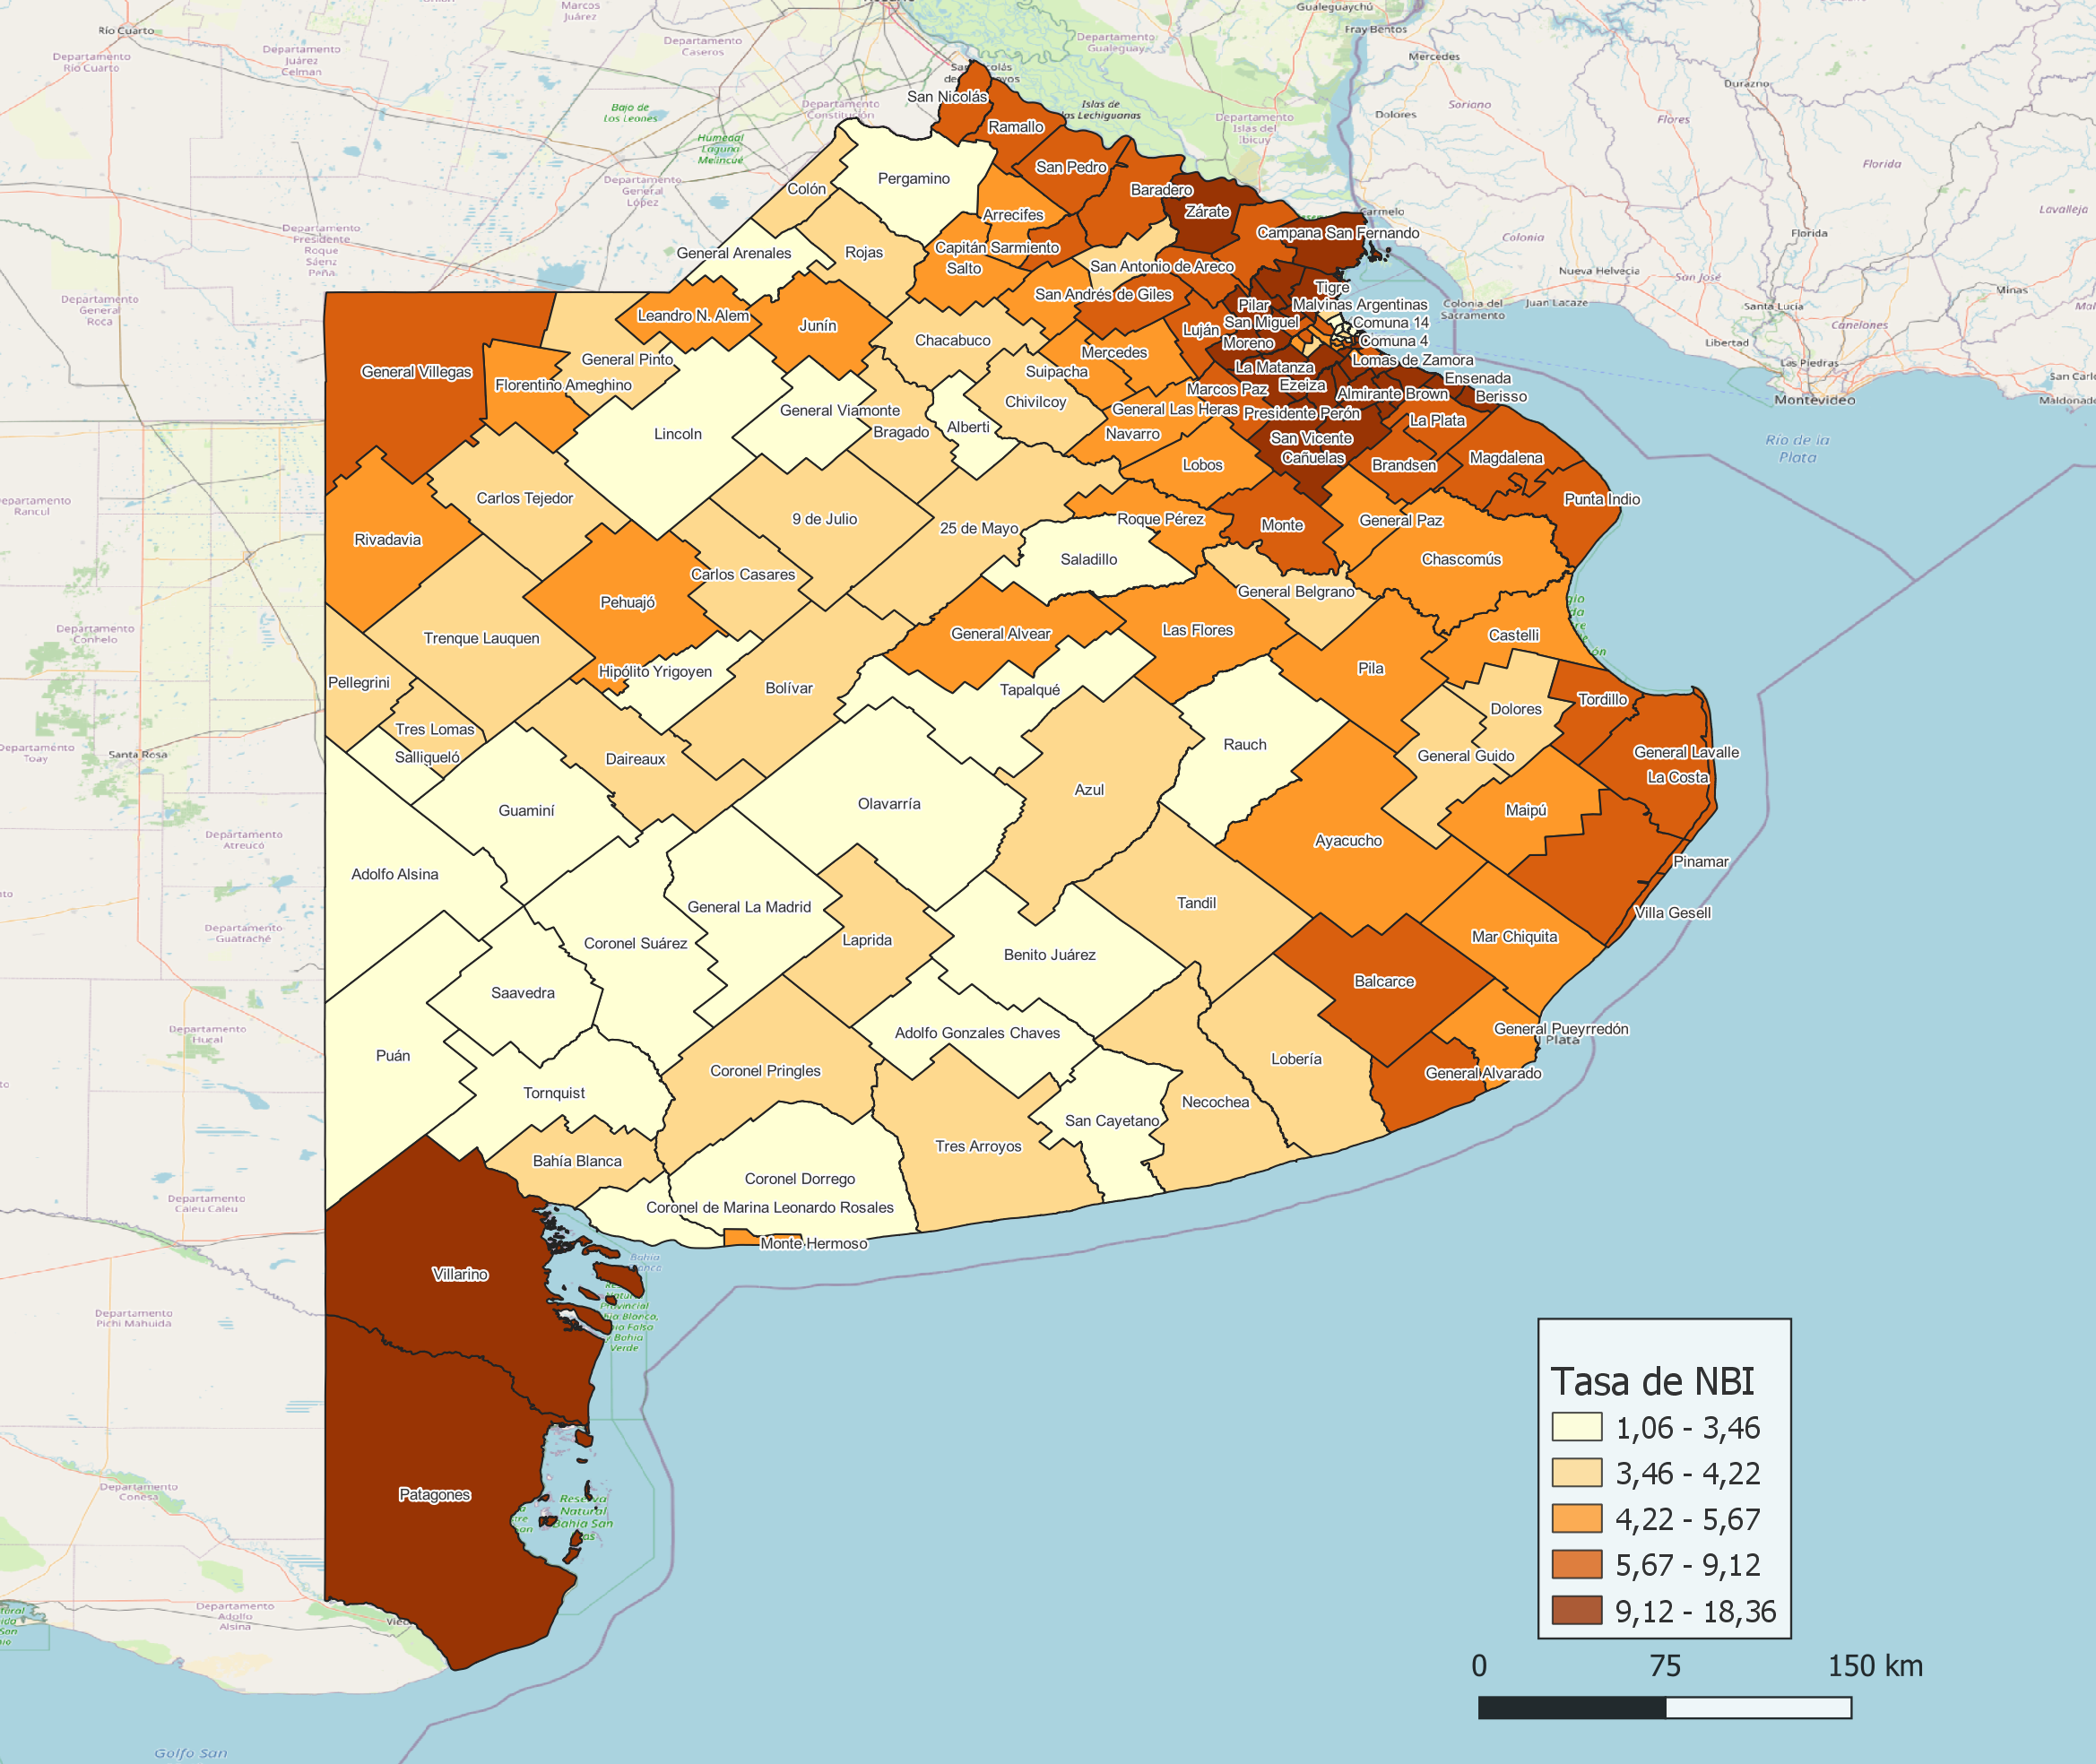 Río Cuarto
Marcos
Juárez
Departamento
Río Cuarto
Departamento
Juárez
Celman
Departamento
Caseros
Bajo de
Los Leones
Humedal
Laguna
Melincué
Departamento
Constitución
Departamento
General
López
Departamento
Presidente
Roque
Sáenz
Peña
Departamento
General
Roca
Gualeguaychú
Fray Bentos
Mercedes
Departamento
Gualeguay
Islas de
las Lechiguanas
Departamento
Islas del
Ibicuy
Dolores
Soriano
Durazno
Flores
Florida
Lavalleja
Carmelo
Colonia
Florida
Nueva Helvecia
San José
Minas
Colonia del
Sacramento
Juan Lacaze
Santa Lucía
Canelones
Libertad
Las Piedras
San Carlo
Montevideo
Maldonado
Río de la
Plata
San Nicolás
Ramallo
San Pedro
Pergamino
Colón
Baradero
Zárate
Arrecifes
Campana
San Fernando
General Arenales
Rojas
Capitán Sarmiento
Salto
San Antonio de Areco
San Andrés de Giles
Tigre
Pilar
Malvinas Argentinas
Leandro N. Alem
Junín
San Miguel
Comuna 14
Luján
Chacabuco
Moreno
Comuna 4
Mercedes
General Pinto
Lomas de Zamora
La Matanza
General Villegas
Suipacha
Florentino Ameghino
Ezeiza
Ensenada
Marcos Paz
Almirante Brown
Berisso
Chivilcoy
General Las Heras
Presidente Perón
General Viamonte
La Plata
Alberti
Lincoln
Bragado
Navarro
San Vicente
Cañuelas
Magdalena
Lobos
Brandsen
Carlos Tejedor
Punta Indio
9 de Julio
Roque Pérez
General Paz
25 de Mayo
Monte
Rivadavia
Saladillo
Chascomús
Carlos Casares
General Belgrano
Pehuajó
General Alvear
Las Flores
Castelli
Trenque Lauquen
Hipólito Yrigoyen
Pila
Pellegrini
Bolívar
Tapalqué
Tordillo
Dolores
Tres Lomas
Rauch
General Lavalle
Salliqueló
Daireaux
General Guido
La Costa
Azul
Guaminí
Olavarría
Maipú
Ayacucho
Pinamar
Adolfo Alsina
General La Madrid
Tandil
Villa Gesell
Coronel Suárez
Laprida
Mar Chiquita
Benito Juárez
Balcarce
Saavedra
Adolfo Gonzales Chaves
General Pueyrredón
l Plata
Puán
Lobería
Coronel Pringles
General Alvarado
Tornquist
Necochea
San Cayetano
Tres Arroyos
Bahía Blanca
Coronel Dorrego
Coronel de Marina Leonardo Rosales
Monte Hermoso
Villarino
Patagones
Departamento
Rancul
Departamento
Conhelo
Departamento
Toay
Santa Rosa
Departamento
Atreucó
Departamento
Guatraché
Departamento
Hucal
Departamento
Caleu Caleu
Departamento
Pichi Mahuida
Departamento
Conesa
Departamento
Adolfo
Alsina
Reserva
Natural
Bahía San
Golfo San
Tasa de NBI
1,06 - 3,46
3,46 - 4,22
4,22 - 5,67
5,67 - 9,12
9,12 - 18,36
0 75 150 km